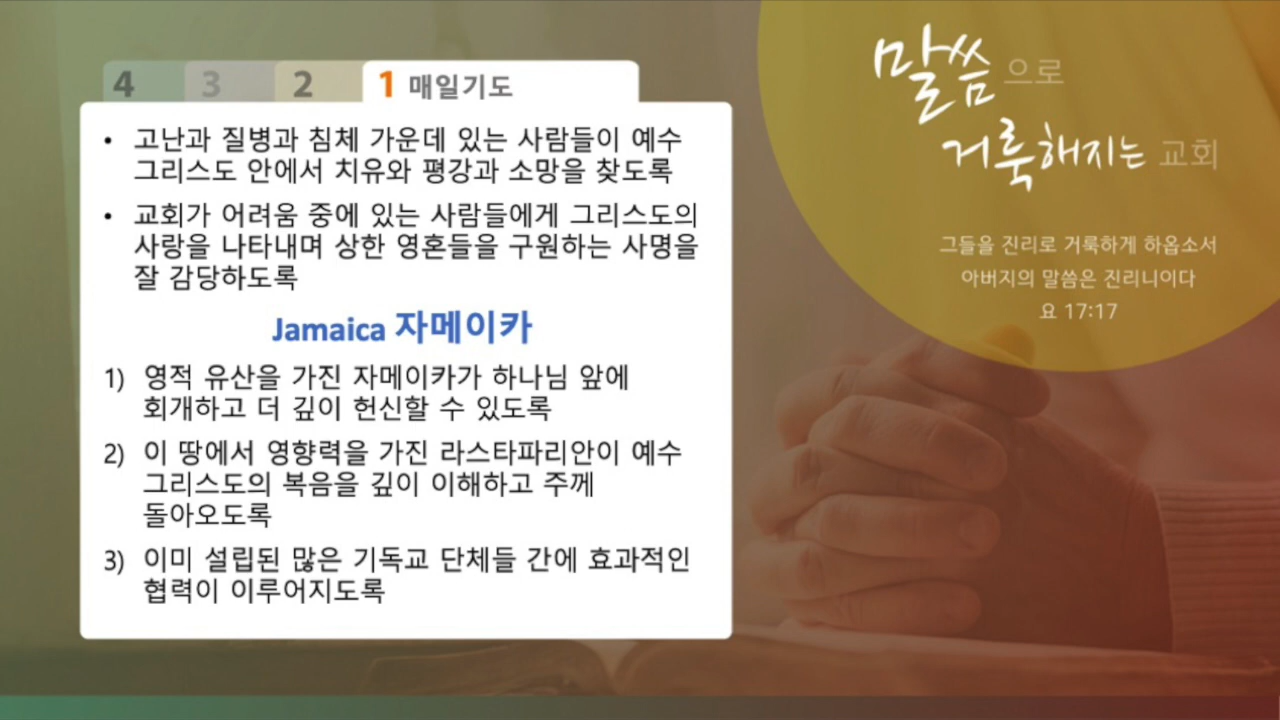 4 3 2 1 매일기도
• 고난과 질병과 침체 가운데 있는 사람들이 예수
그리스도 안에서 치유와 평강과 소망을 찾도록
• 교회가 어려움 중에 있는 사람들에게 그리스도의
사랑을 나타내며 상한 영혼들을 구원하는 사명을
잘 감당하도록
Jamaica 자메이카
1) 영적 유산을 가진 자메이카가 하나님 앞에
회개하고 더 깊이 헌신할 수 있도록
2) 이 땅에서 영향력을 가진 라스타파리안이 예수
그리스도의 복음을 깊이 이해하고 주께
돌아오도록
3) 이미 설립된 많은 기독교 단체들 간에 효과적인
협력이 이루어지도록
말씀으로
거룩해지는 교회
그들을 진리로 거룩하게 하옵소서
아버지의 말씀은 진리니이다
요 17:17